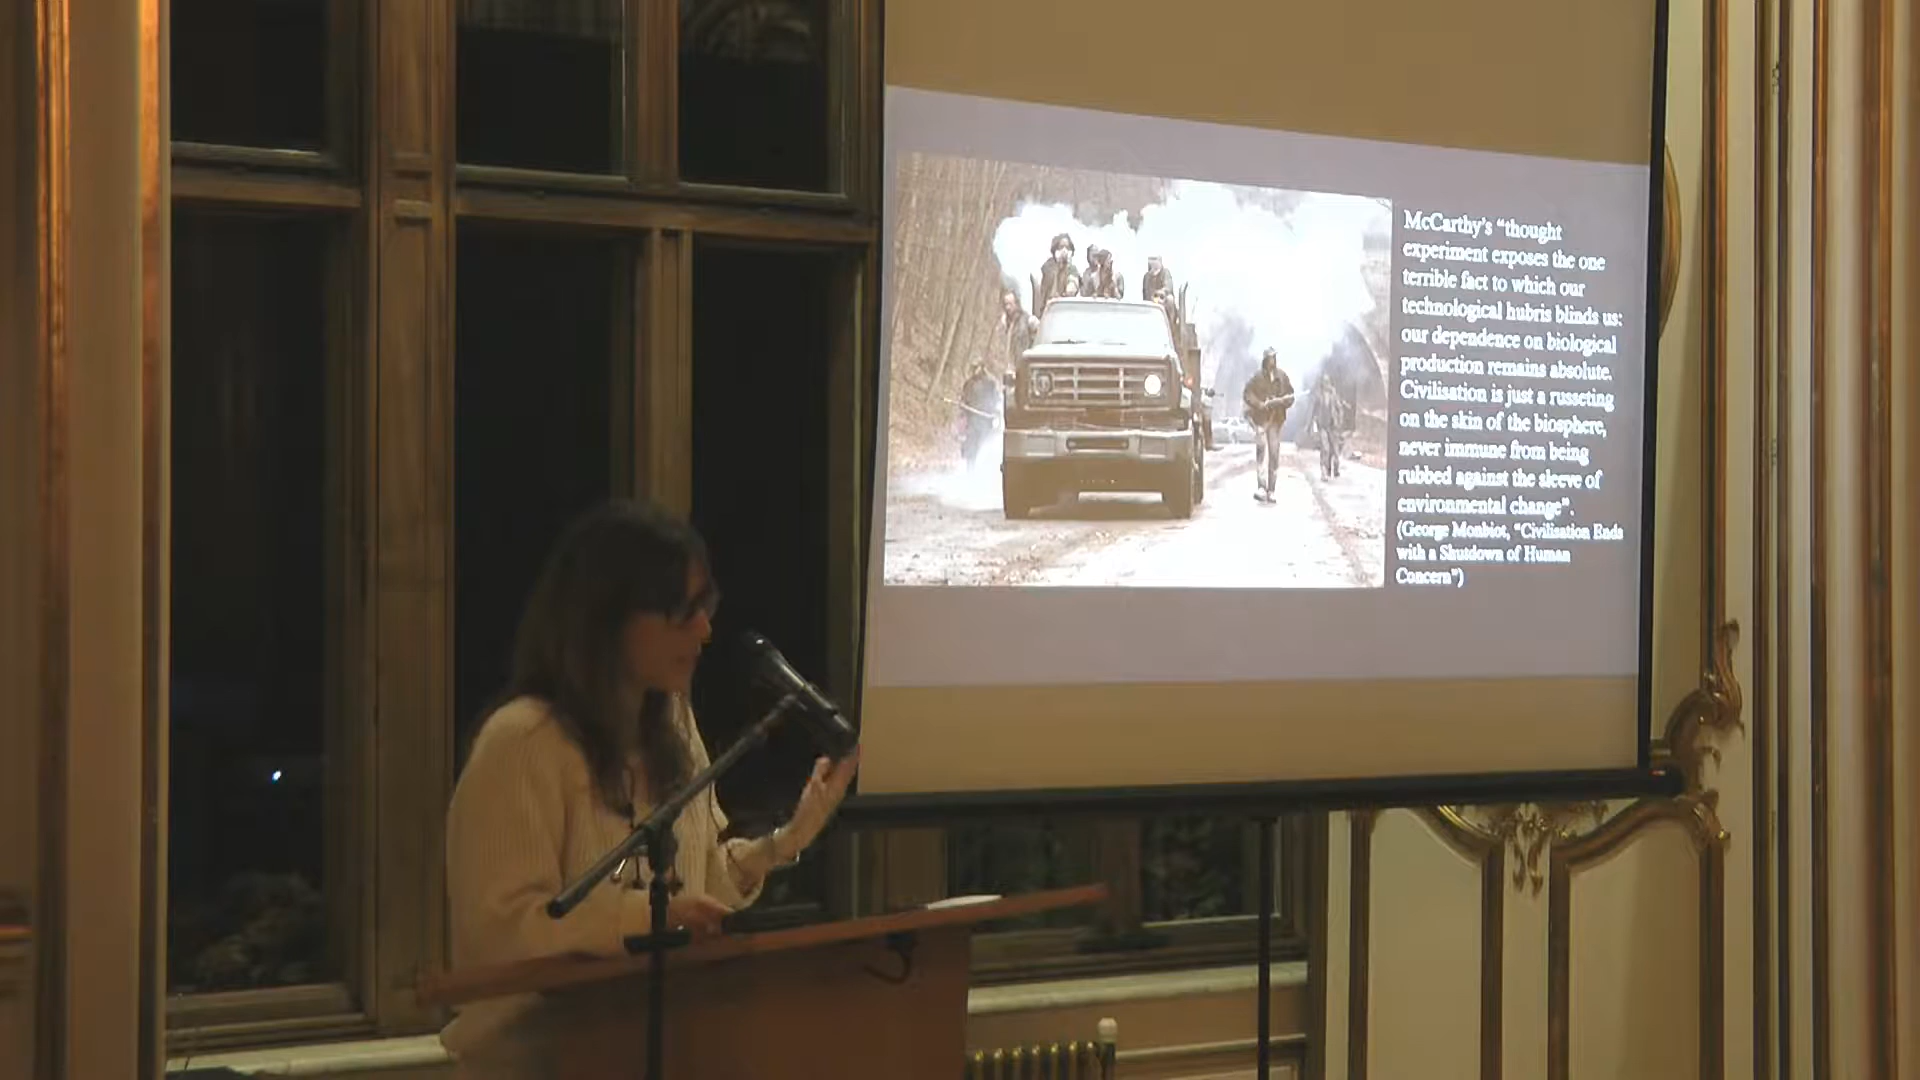 McCarthy's “thought
experiment exposes the one
terrible fact to which our
technological hubris blinds us:
our dependence on biological
production remains absolute.
Civilisation is just a russeting
on the skin of the biosphere,
never immune from being
rubbed against the sleeve of
environmental change”.
(George Monbiot, “Civilisation Ends
with a Shutdown of Human
Concern”)